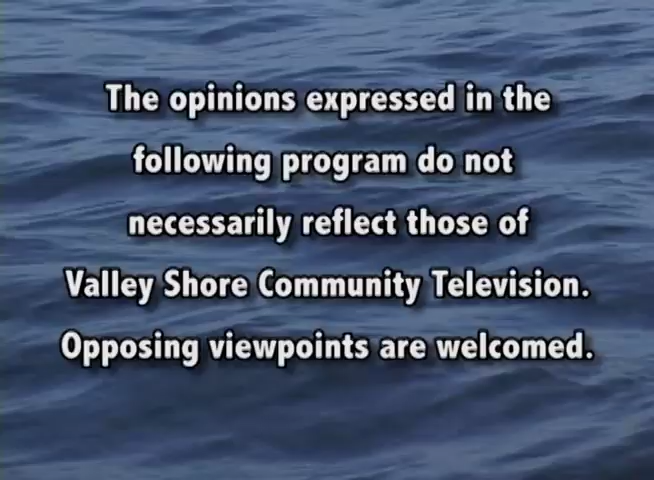 The opinions expressed in the
following program do not
necessarily reflect those of
Valley Shore Community Television.
Opposing viewpoints are welcomed.